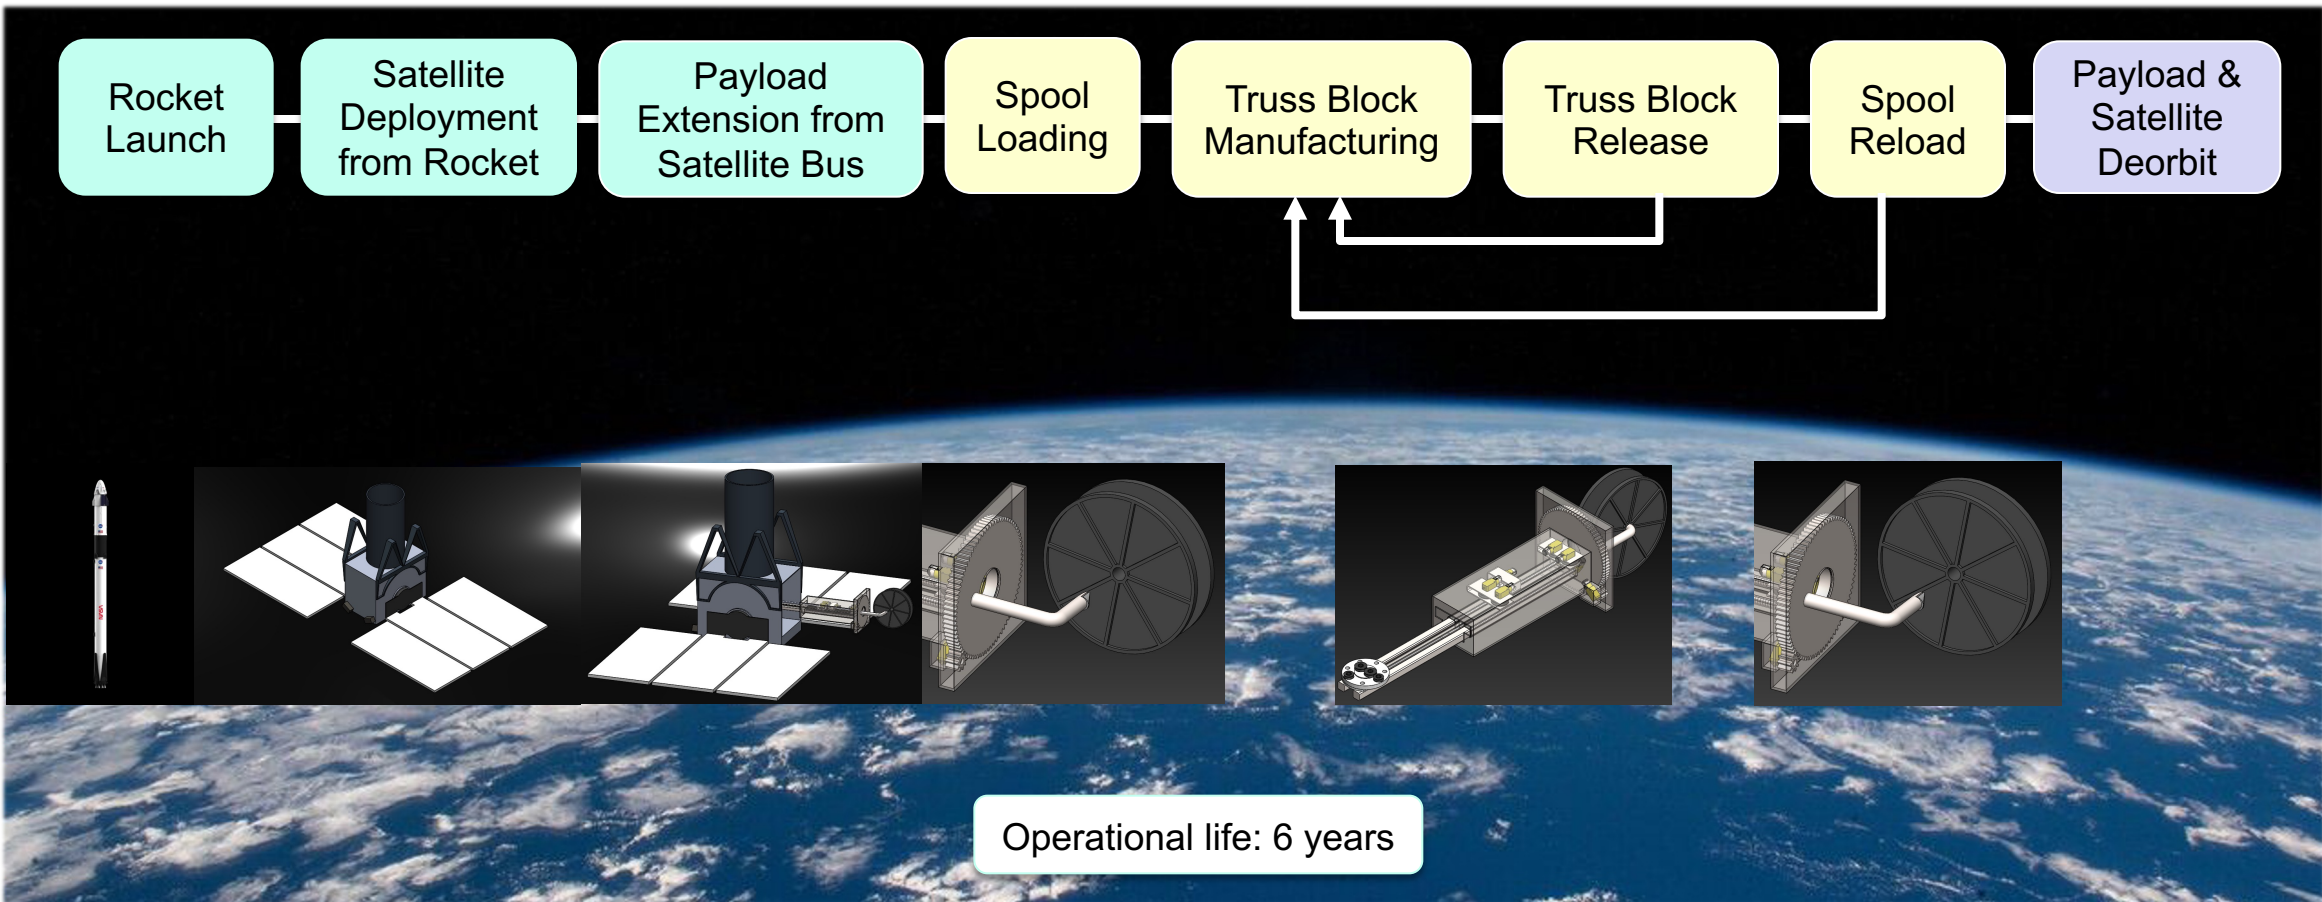 Rocket
Launch
Satellite
Deployment
from Rocket
Payload
Extension from
Satellite Bus
Spool
Loading
Truss Block
Manufacturing
Truss Block
Release
Spool
Reload
Payload &
Satellite
Deorbit
Operational life: 6 years